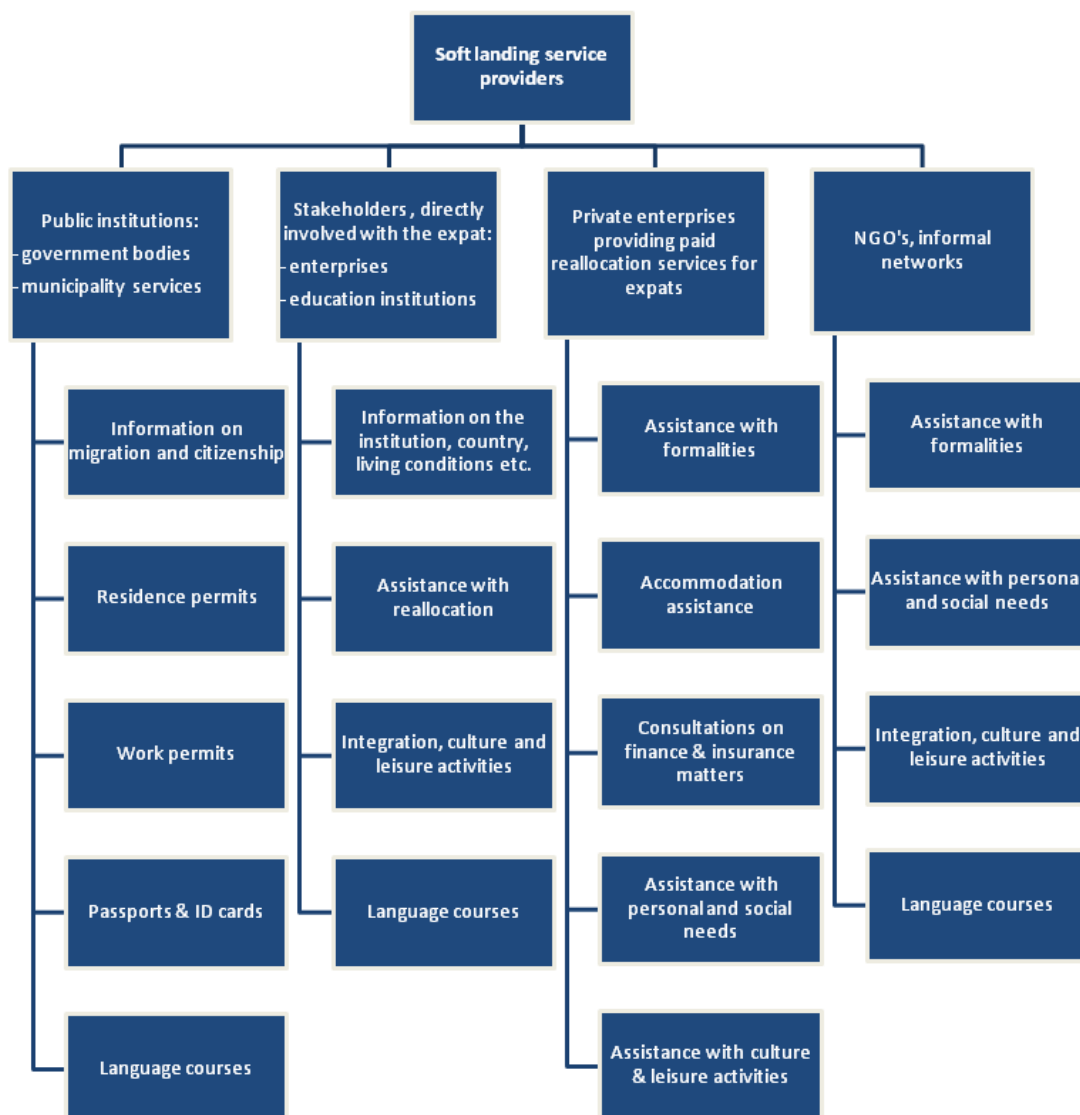 Soft landing service
providers
Public institutions:
- government bodies
- municipality services
Stakeholders , directly
involved with the expat:
- enterprises
- education institutions
Private enterprises
providing paid
reallocation services for
expats
NGO's, informal
networks
Information on
migration and citizenship
Residence permits
Work permits
Passports & ID cards
Language courses
Information on the
institution, country,
living conditions etc.
Assistance with
reallocation
Integration, culture and
leisure activities
Language courses
Assistance with
formalities
Accommodation
assistance
Consultations on
finance & insurance
matters
Assistance with
personal and social
needs
Assistance with culture
& leisure activities
Assistance with
formalities
Assistance with persona
and social needs
Integration, culture and
leisure activities
Language courses